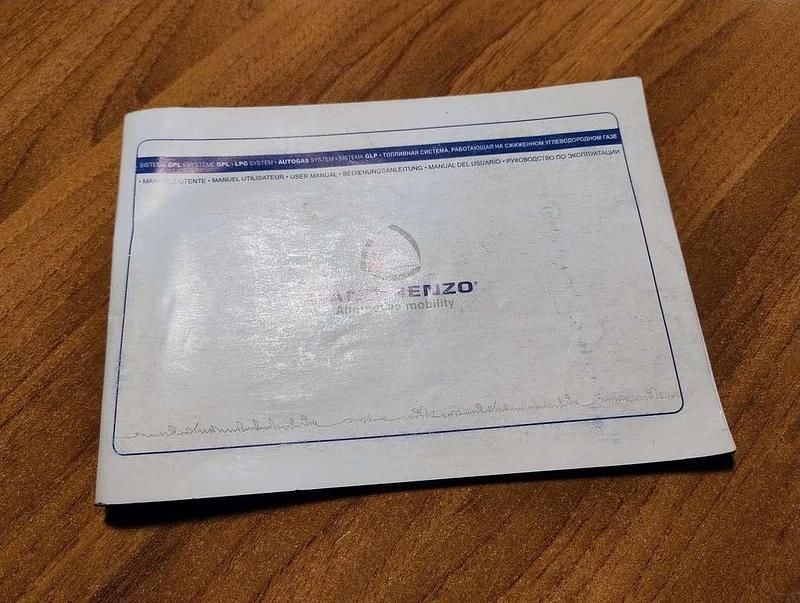 SISTEMA GPL • SYSTÈME GPL • LPG SYSTEM • AUTOGAS SYSTEM • SISTEMA GLP • ТОПЛИВНАЯ СИСТЕМА, РАБОТАЮЩАЯ НА СЖИЖЕННОМ УГЛЕВОДОРОДНОМ ГАЗЕ
• UTENTE • MANUEL UTILISATEUR • USER MANUAL • BEDIENUNGSANLEITUNG • MANUAL DEL USUARIO • РУКОВОДСТВО ПО ЭКСПЛУАТАЦИИ
mobility